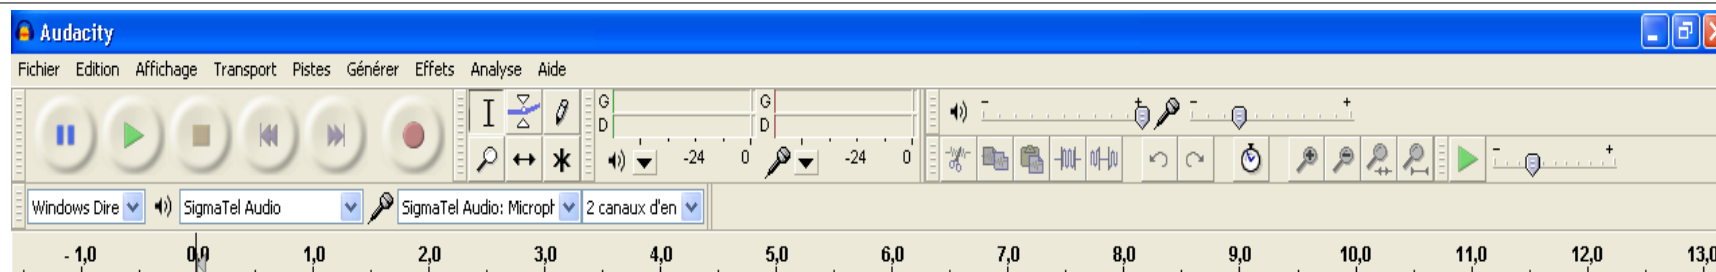 Audacity
Fichier Edition Affichage Transport Pistes Générer Effets Analyse Aide
G G
D D
-24 0 -24 0
- + - +
- +
Windows Dire SigmaTel Audio SigmaTel Audio: Microph 2 canaux d'en
- 1,0 0,0 1,0 2,0 3,0 4,0 5,0 6,0 7,0 8,0 9,0 10,0 11,0 12,0 13,0